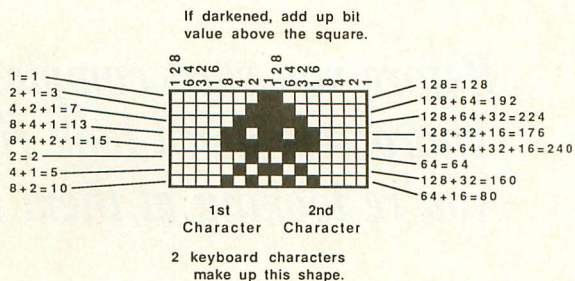 If darkened, add up bit
value above the square.
128 64 32 16 8 4 2 1 128 64 32 16 8 4 2 1
1=1
2+1=3
4+2+1=7
8+4+1=13
8+4+2+1=15
2=2
4+1=5
8+2=10
128=128
128+64=192
128+64+32=224
128+32+16=176
128+64+32+16=240
64=64
128+32=160
64+16=80
1st 2nd
Character Character
2 keyboard characters
make up this shape.